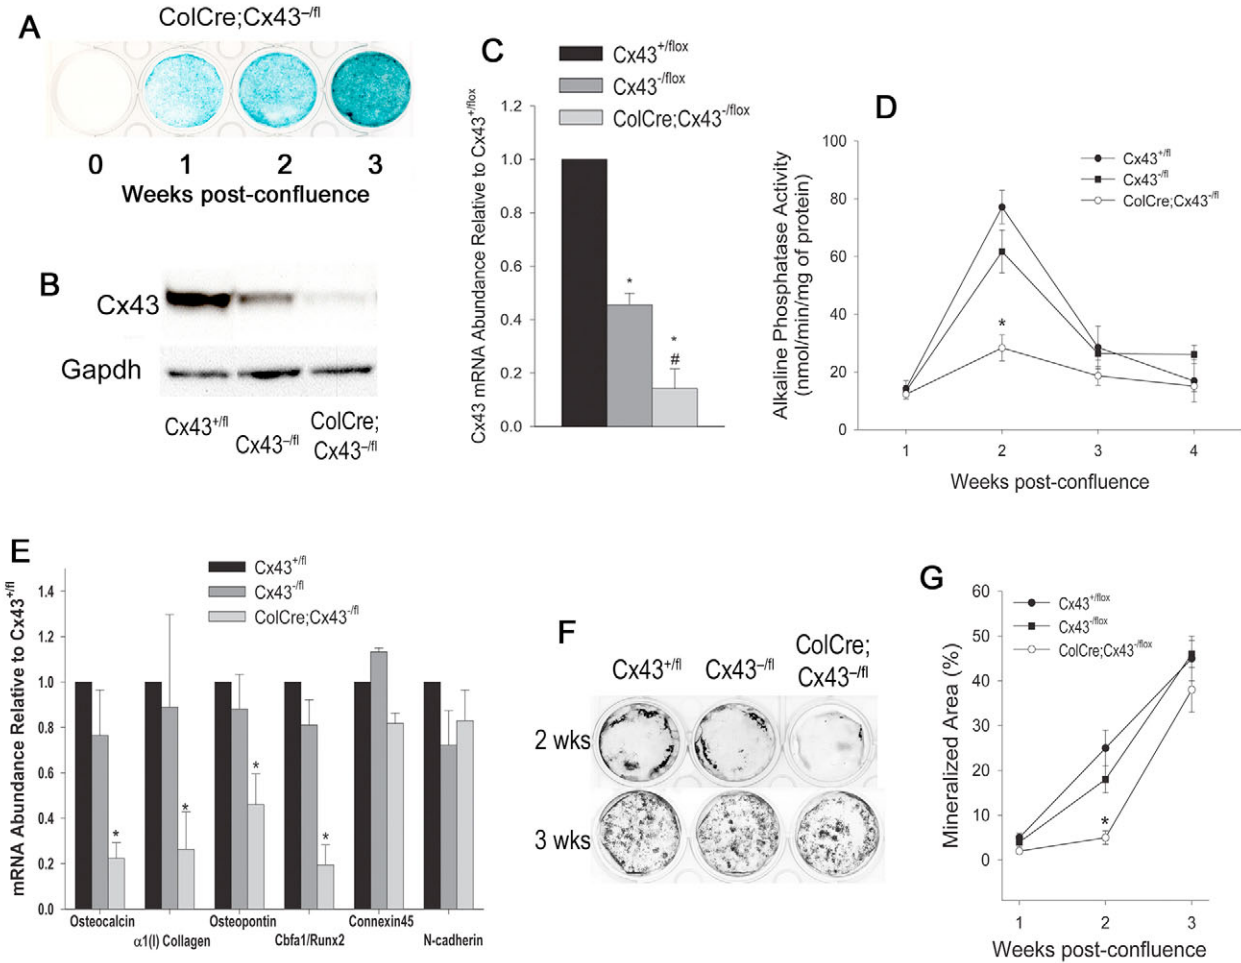 A
ColCre;Cx43–/fl
0 1 2 3
Weeks post-confluence
B
Cx43
Gapdh
Cx43+/fl
Cx43–/fl
ColCre;
Cx43–/fl
C
Cx43+/flox
Cx43-/flox
ColCre;Cx43-/flox
Cx43 mRNA Abundance Relative to Cx43+/flox
1.2
1.0
0.8
0.6
0.4
0.2
0.0
*
*
#
D
Cx43+/fl
Cx43-/fl
ColCre;Cx43-/fl
Alkaline Phosphatase Activity
(nmol/min/mg of protein)
100
80
60
40
20
0
*
1 2 3 4
Weeks post-confluence
E
Cx43+/fl
Cx43-/fl
ColCre;Cx43-/fl
mRNA Abundance Relative to Cx43+/fl
1.4
1.2
1.0
0.8
0.6
0.4
0.2
0.0
* * * *
Osteocalcin
α1(I) Collagen
Osteopontin
Cbfa1/Runx2
Connexin45
N-cadherin
F
Cx43+/fl
Cx43–/fl
ColCre;
Cx43–/fl
2 wks
3 wks
G
Cx43+/flox
Cx43-/flox
ColCre;Cx43-/flox
Mineralized Area (%)
60
50
40
30
20
10
0
*
1 2 3
Weeks post-confluence